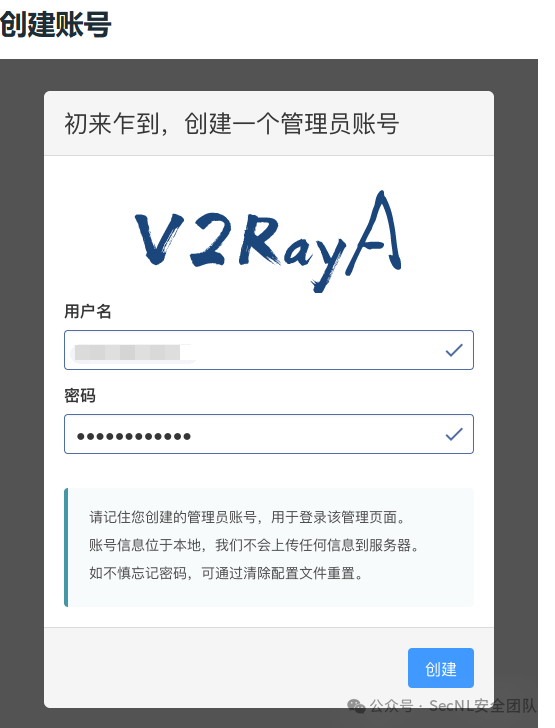 创建账号
初来乍到，创建一个管理员账号
V2RayA
用户名
密码
请记住您创建的管理员账号，用于登录该管理页面。
账号信息位于本地，我们不会上传任何信息到服务器。
如不慎忘记密码，可通过清除配置文件重置。
创建
公众号 · SecNL安全团队